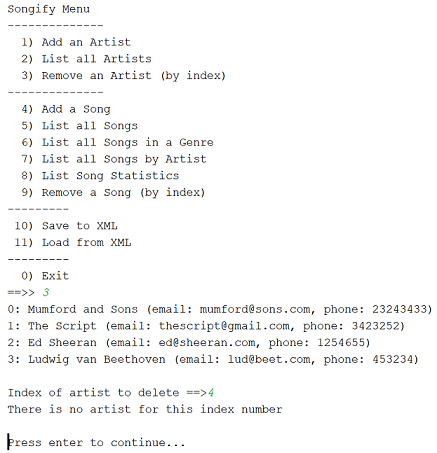 Songify Menu
--------------
1) Add an Artist
2) List all Artists
3) Remove an Artist (by index)
--------------
4) Add a Song
5) List all Songs
6) List all Songs in a Genre
7) List all Songs by Artist
8) List Song Statistics
9) Remove a Song (by index)
---------
10) Save to XML
11) Load from XML
---------
0) Exit
==>> 3
0: Mumford and Sons (email: mumford@sons.com, phone: 23243433)
1: The Script (email: thescript@gmail.com, phone: 3423252)
2: Ed Sheeran (email: ed@sheeran.com, phone: 1254655)
3: Ludwig van Beethoven (email: lud@beet.com, phone: 453234)
Index of artist to delete ==>4
There is no artist for this index number
Press enter to continue...